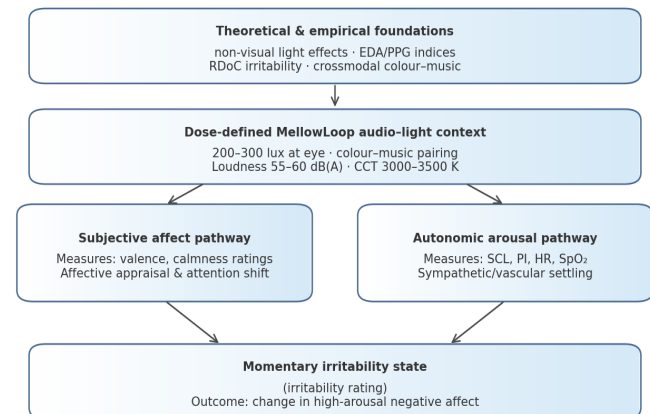 Theoretical & empirical foundations
non-visual light effects · EDA/PPG indices
RDoC irritability · crossmodal colour–music
Dose-defined MellowLoop audio–light context
200–300 lux at eye · colour–music pairing
Loudness 55–60 dB(A) · CCT 3000–3500 K
Subjective affect pathway
Measures: valence, calmness ratings
Affective appraisal & attention shift
Autonomic arousal pathway
Measures: SCL, PI, HR, SpO₂
Sympathetic/vascular settling
Momentary irritability state
(irritability rating)
Outcome: change in high-arousal negative affect